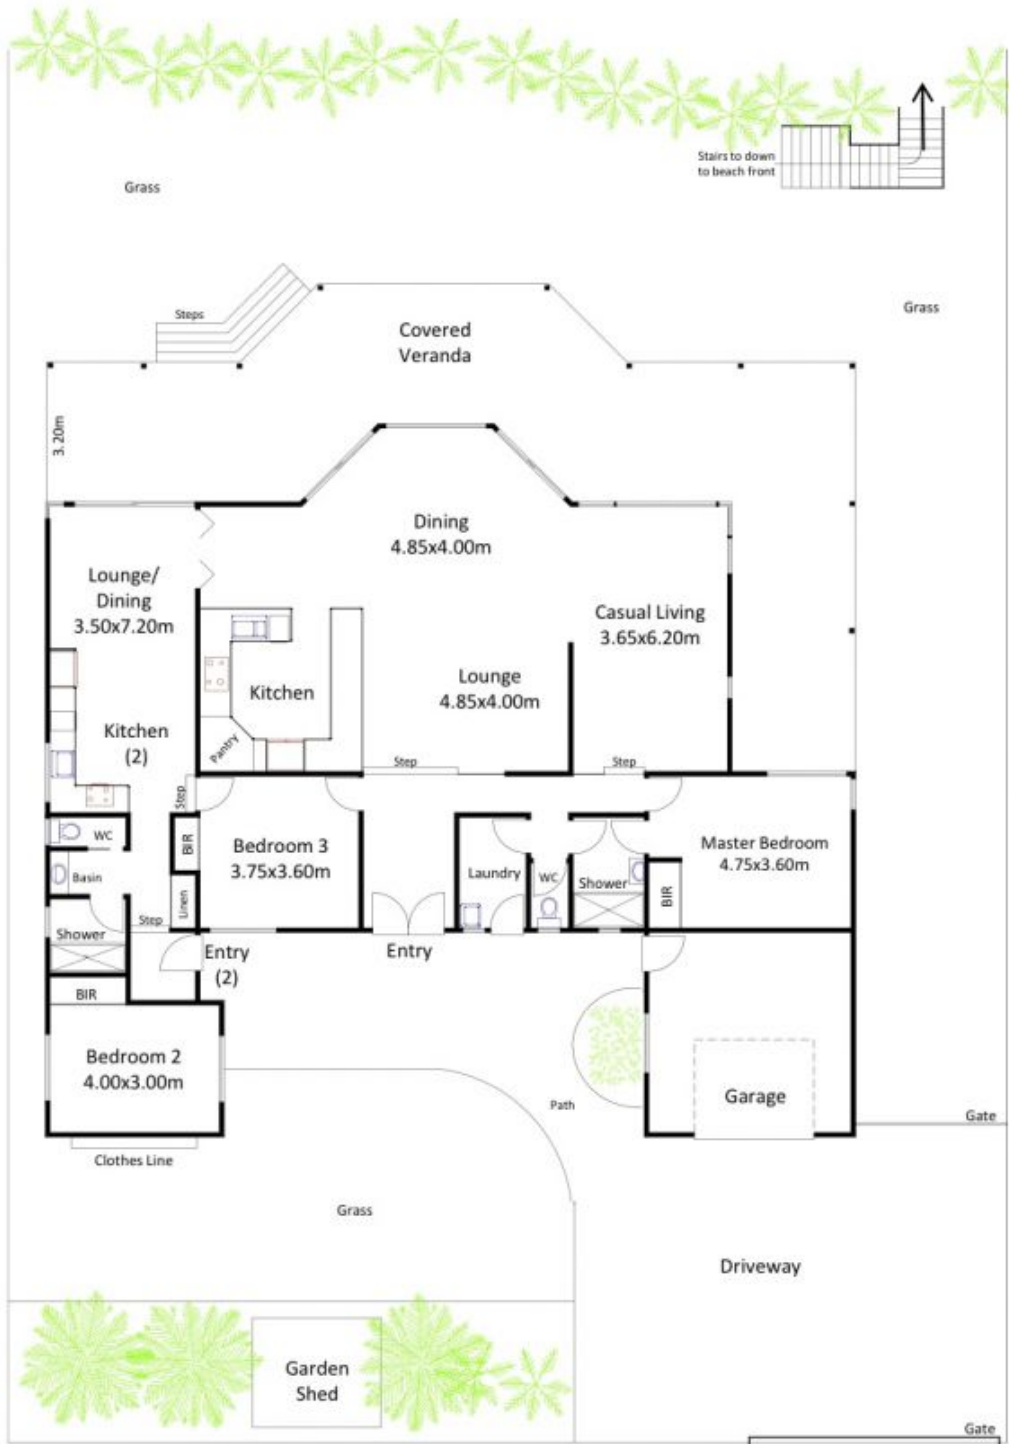 Stairs to down
to beach front
Grass
Grass
Steps
Covered
Veranda
3.20m
Dining
4.85x4.00m
Lounge/
Dining
3.50x7.20m
Casual Living
3.65x6.20m
Lounge
4.85x4.00m
Kitchen
Kitchen
(2)
Pantry
Step
Step
Step
WC
BIR
Bedroom 3
3.75x3.60m
Master Bedroom
4.75x3.60m
Basin
Laundry
WC
Shower
BIR
Linen
Step
Shower
Entry
(2)
Entry
BIR
Bedroom 2
4.00x3.00m
Garage
Path
Gate
Clothes Line
Grass
Driveway
Garden
Shed
Gate